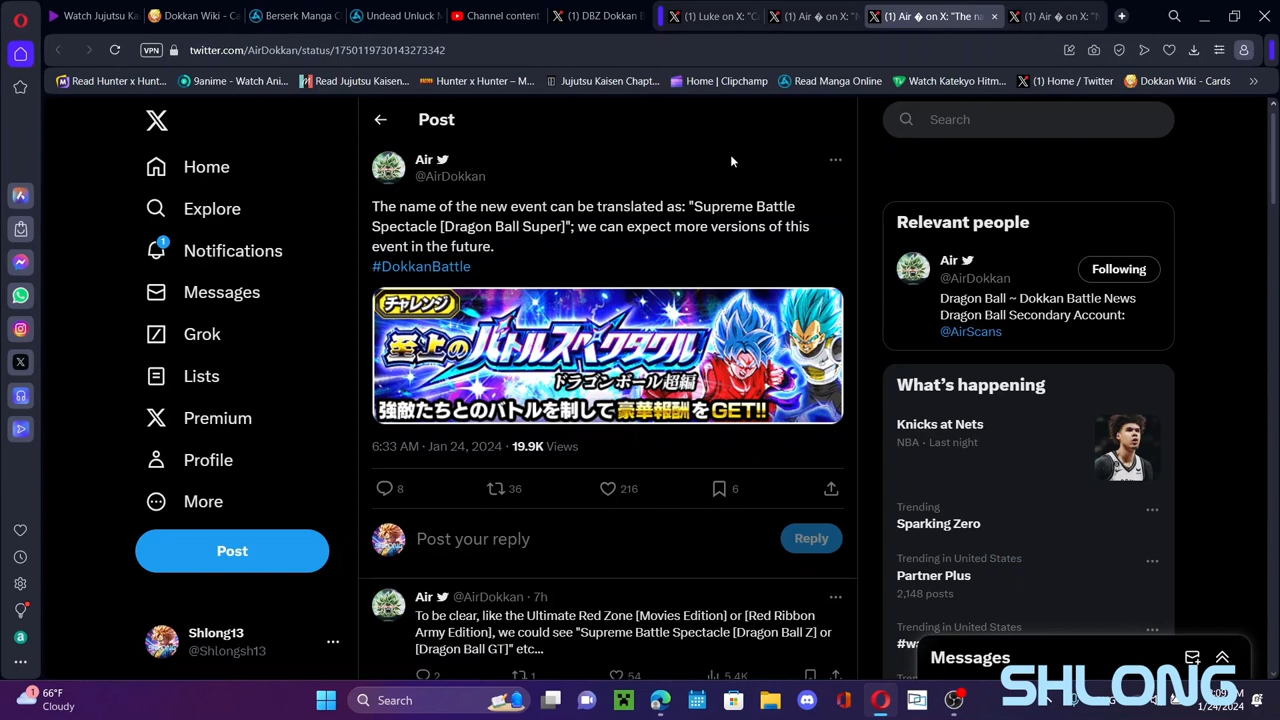 Watch Jujutsu Ka
Dokkan Wiki - Ca
Berserk Manga C
Undead Unluck M
Channel content
(1) DBZ Dokkan E
(1) Luke on X: "Ca
(1) Air � on X: "N
(1) Air � on X: "The na
(1) Air � on X: "N
VPN twitter.com/AirDokkan/status/1750119730143273342
Read Hunter x Hunt...
9anime - Watch Ani...
Read Jujutsu Kaisen...
Hunter x Hunter – M...
Jujutsu Kaisen Chapt...
Home | Clipchamp
Read Manga Online
Watch Katekyo Hitm...
(1) Home / Twitter
Dokkan Wiki - Cards
Home
Explore
1
Notifications
Messages
Grok
Lists
Premium
Profile
More
Post
Shlong13
@Shlongsh13
Post
Air
@AirDokkan
The name of the new event can be translated as: "Supreme Battle
Spectacle [Dragon Ball Super]"; we can expect more versions of this
event in the future.
#DokkanBattle
チャレンジ
至上のバトルスペクタクル
ドラゴンボール超編
強敵たちとのバトルを制して豪華報酬をGET!!
6:33 AM · Jan 24, 2024 · 19.9K Views
8 36 216 6
Post your reply
Reply
Air @AirDokkan · 7h
To be clear, like the Ultimate Red Zone [Movies Edition] or [Red Ribbon
Army Edition], we could see "Supreme Battle Spectacle [Dragon Ball Z] or
[Dragon Ball GT]" etc...
2 1 54 5.4K
Search
Relevant people
Air
@AirDokkan
Following
Dragon Ball ~ Dokkan Battle News
Dragon Ball Secondary Account:
@AirScans
What's happening
Knicks at Nets
NBA · Last night
Trending
Sparking Zero
Trending in United States
Partner Plus
2,148 posts
Trending in United States
Messages
SHLONG
1
66°F
Cloudy
Search
1/24/2024